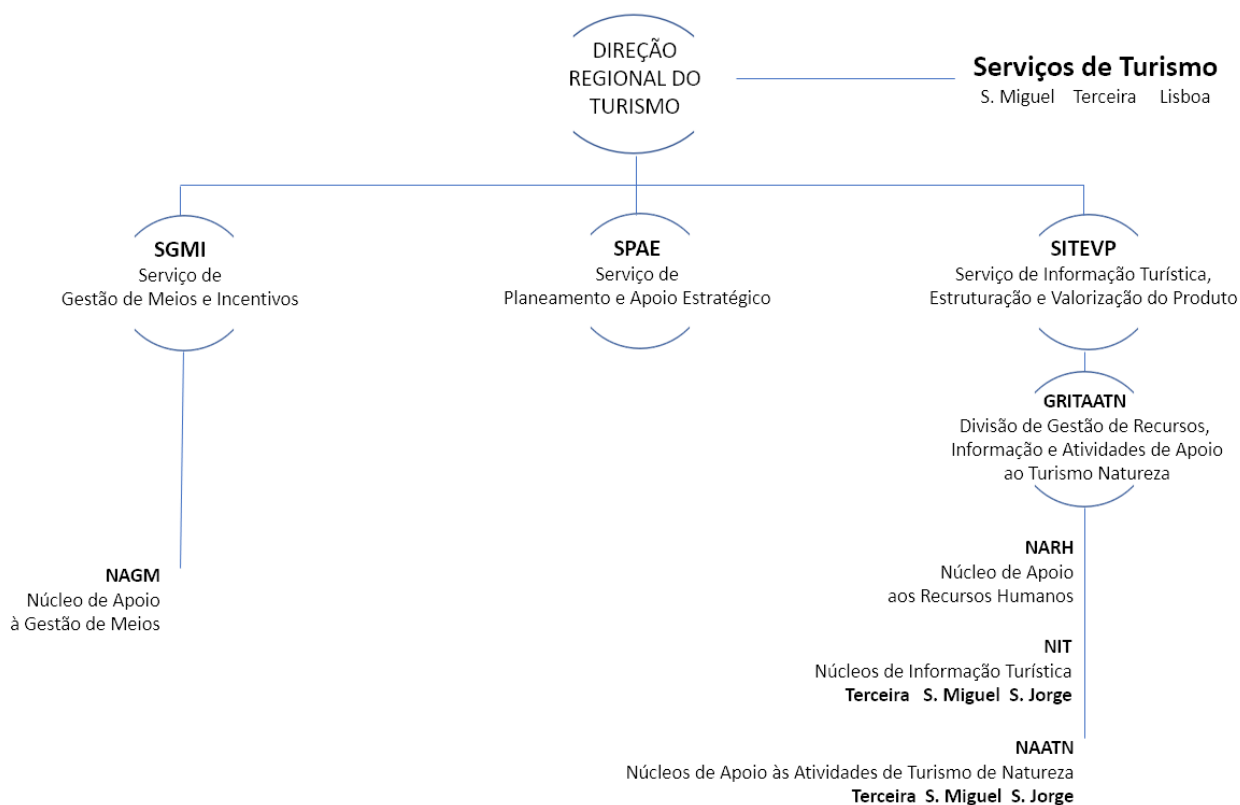 DIREÇÃO
REGIONAL DO
TURISMO
Serviços de Turismo
S. Miguel Terceira Lisboa
SGMI
Serviço de
Gestão de Meios e Incentivos
SPAE
Serviço de
Planeamento e Apoio Estratégico
SITEVP
Serviço de Informação Turística,
Estruturação e Valorização do Produto
GRITAATN
Divisão de Gestão de Recursos,
Informação e Atividades de Apoio
ao Turismo Natureza
NAGM
Núcleo de Apoio
à Gestão de Meios
NARH
Núcleo de Apoio
aos Recursos Humanos
NIT
Núcleos de Informação Turística
Terceira S. Miguel S. Jorge
NAATN
Núcleos de Apoio às Atividades de Turismo de Natureza
Terceira S. Miguel S. Jorge